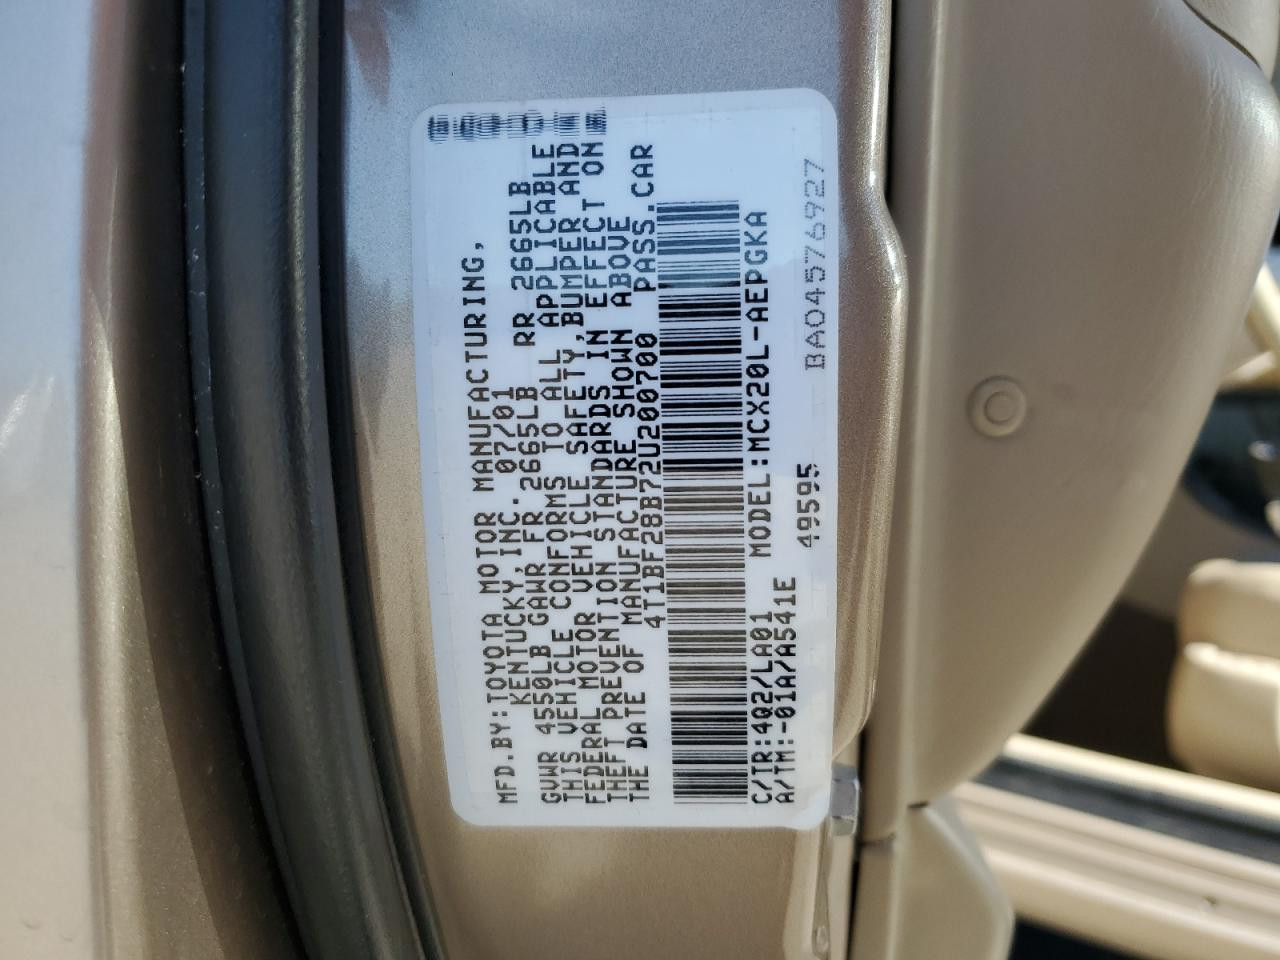 MFD.BY:TOYOTA MOTOR MANUFACTURING,
KENTUCKY,INC. 07/01
GVWR 4550LB GAWR FR 2665LB RR 2665LB
THIS VEHICLE CONFORMS TO ALL APPLICABLE
FEDERAL MOTOR VEHICLE SAFETY,BUMPER AND
THEFT PREVENTION STANDARDS IN EFFECT ON
THE DATE OF MANUFACTURE SHOWN ABOVE
4T1BF28B72U200700 PASS.CAR
C/TR:4Q2/LA01 MODEL:MCX20L-AEPGKA
A/TM:-01A/A541E 49595 BA04576927